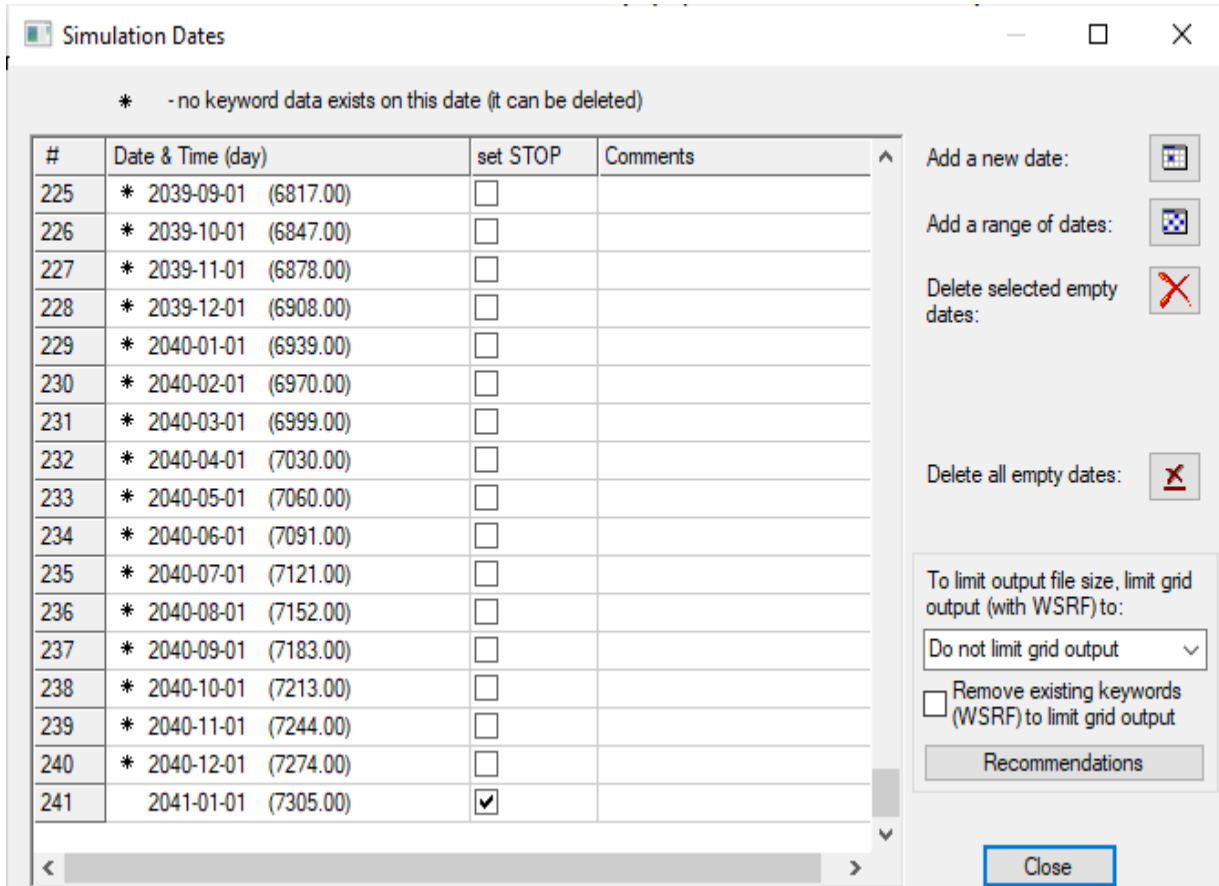 Simulation Dates
* - no keyword data exists on this date (it can be deleted)
# Date & Time (day) set STOP Comments
225 * 2039-09-01 (6817.00)
226 * 2039-10-01 (6847.00)
227 * 2039-11-01 (6878.00)
228 * 2039-12-01 (6908.00)
229 * 2040-01-01 (6939.00)
230 * 2040-02-01 (6970.00)
231 * 2040-03-01 (6999.00)
232 * 2040-04-01 (7030.00)
233 * 2040-05-01 (7060.00)
234 * 2040-06-01 (7091.00)
235 * 2040-07-01 (7121.00)
236 * 2040-08-01 (7152.00)
237 * 2040-09-01 (7183.00)
238 * 2040-10-01 (7213.00)
239 * 2040-11-01 (7244.00)
240 * 2040-12-01 (7274.00)
241 2041-01-01 (7305.00)
Add a new date:
Add a range of dates:
Delete selected empty
dates:
Delete all empty dates:
To limit output file size, limit grid
output (with WSRF) to:
Do not limit grid output
Remove existing keywords
(WSRF) to limit grid output
Recommendations
Close